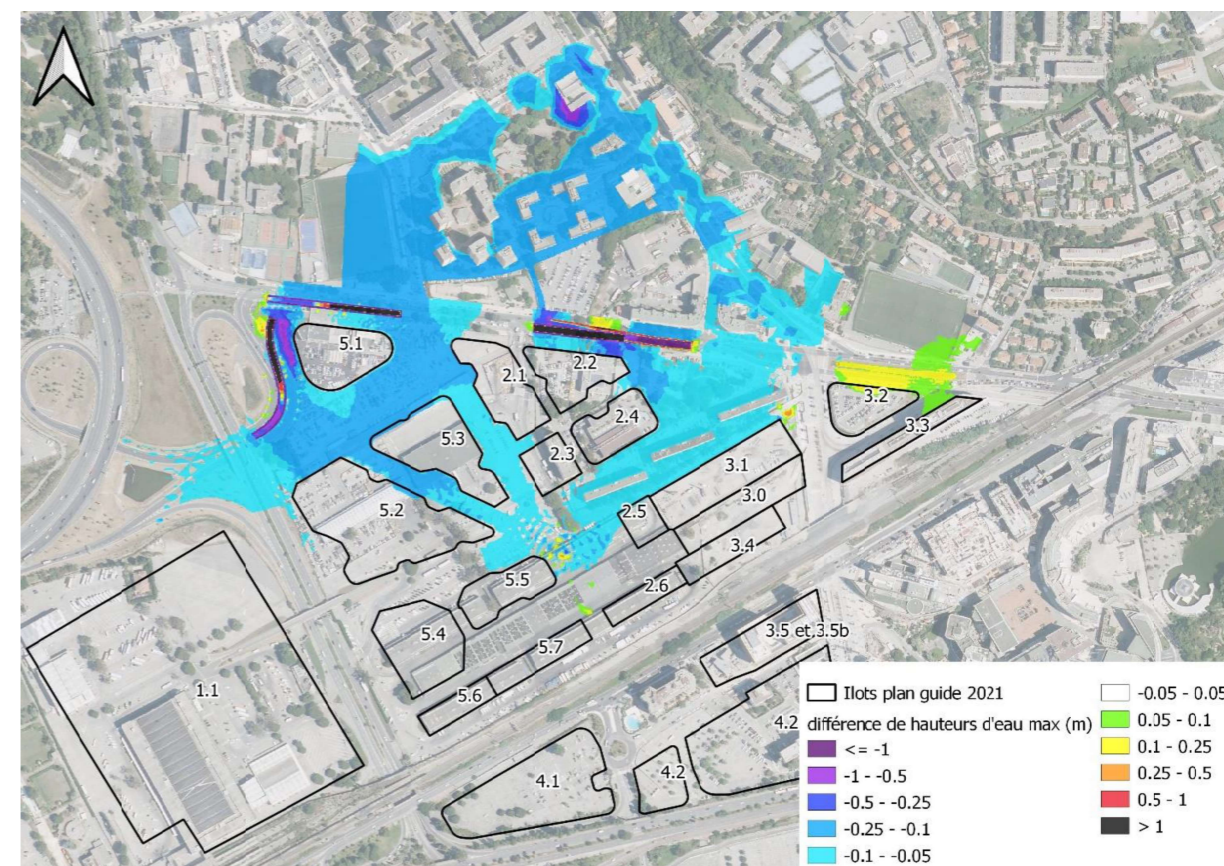 5.1
2.1
2.2
3.2
3.3
5.3
2.4
2.3
3.1
3.0
5.2
2.5
3.4
5.5
2.6
5.4
3.5 et 3.5b
5.7
1.1
5.6
4.2
4.1
4.2
Ilots plan guide 2021
différence de hauteurs d'eau max (m)
<= -1
-1 - -0.5
-0.5 - -0.25
-0.25 - -0.1
-0.1 - -0.05
-0.05 - 0.05
0.05 - 0.1
0.1 - 0.25
0.25 - 0.5
0.5 - 1
> 1